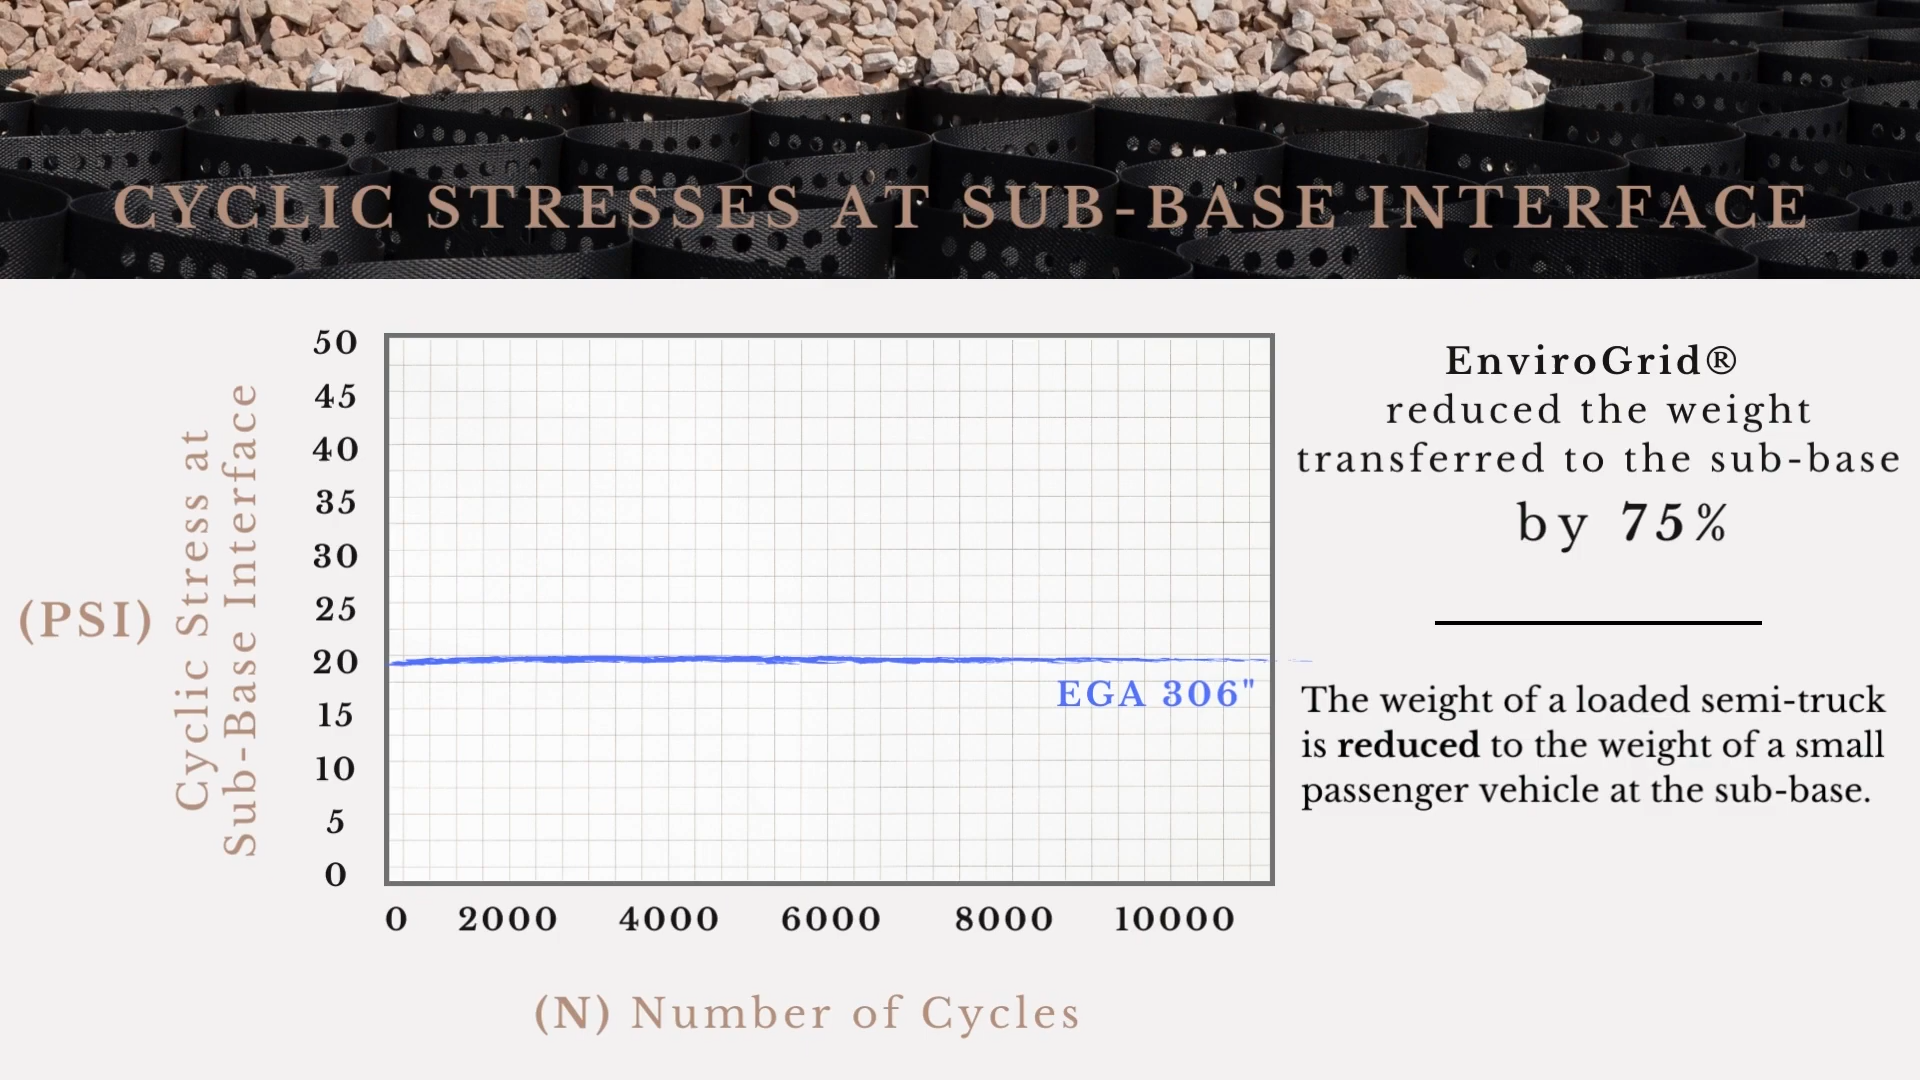 CYCLIC STRESSES AT SUB-BASE INTERFACE
50
45
40
35
30
25
20
15
10
5
0
(PSI)
Cyclic Stress at
Sub-Base Interface
EGA 306"
0 2000 4000 6000 8000 10000
(N) Number of Cycles
EnviroGrid®
reduced the weight
transferred to the sub-base
by 75%
The weight of a loaded semi-truck
is reduced to the weight of a small
passenger vehicle at the sub-base.